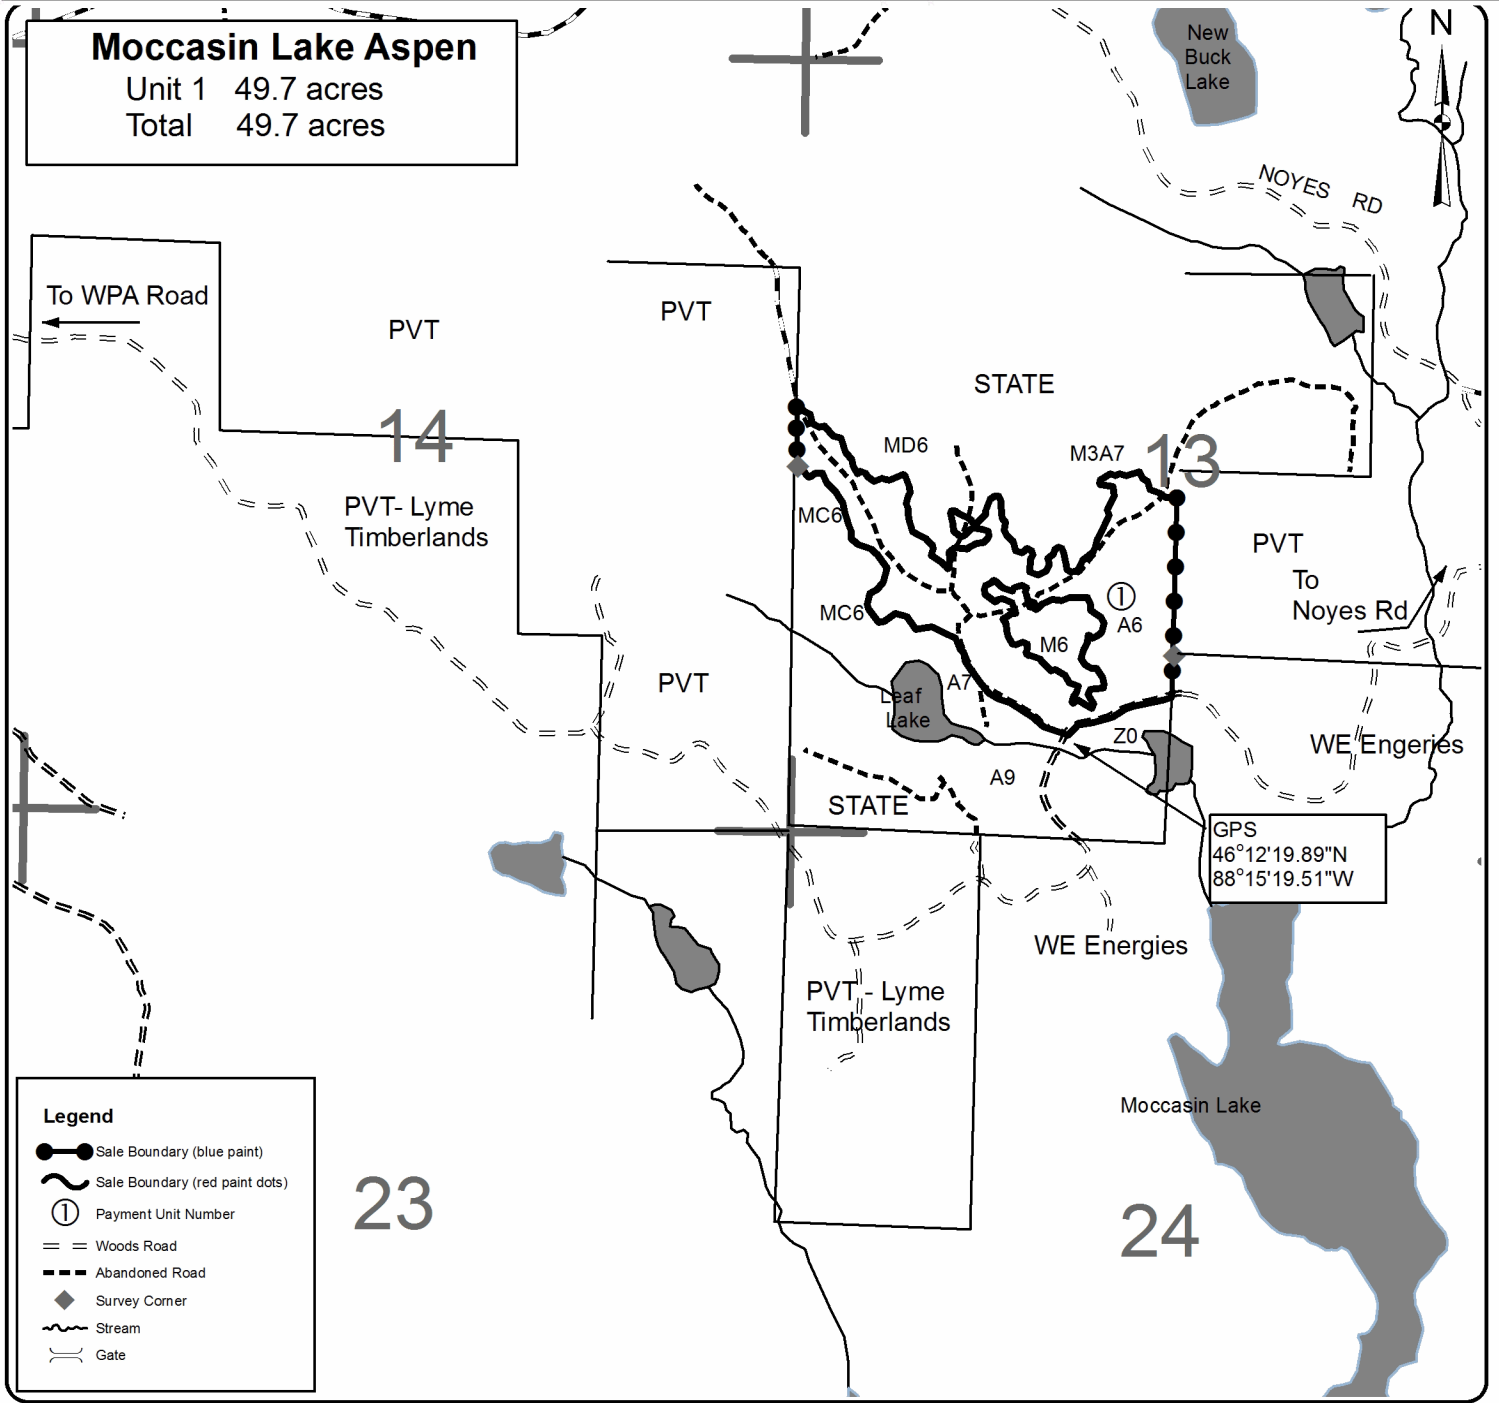 Moccasin Lake Aspen
Unit 1 49.7 acres
Total 49.7 acres
New
Buck
Lake
N
NOYES RD
To WPA Road
PVT
PVT
STATE
14
MD6
M3A7
13
PVT- Lyme
Timberlands
MC6
PVT
To
Noyes Rd
1
A6
MC6
M6
PVT
A7
Leaf
Lake
Z0
WE Engeries
A9
STATE
GPS
46°12'19.89"N
88°15'19.51"W
WE Energies
PVT - Lyme
Timberlands
Moccasin Lake
23
24
Legend
Sale Boundary (blue paint)
Sale Boundary (red paint dots)
1 Payment Unit Number
Woods Road
Abandoned Road
Survey Corner
Stream
Gate